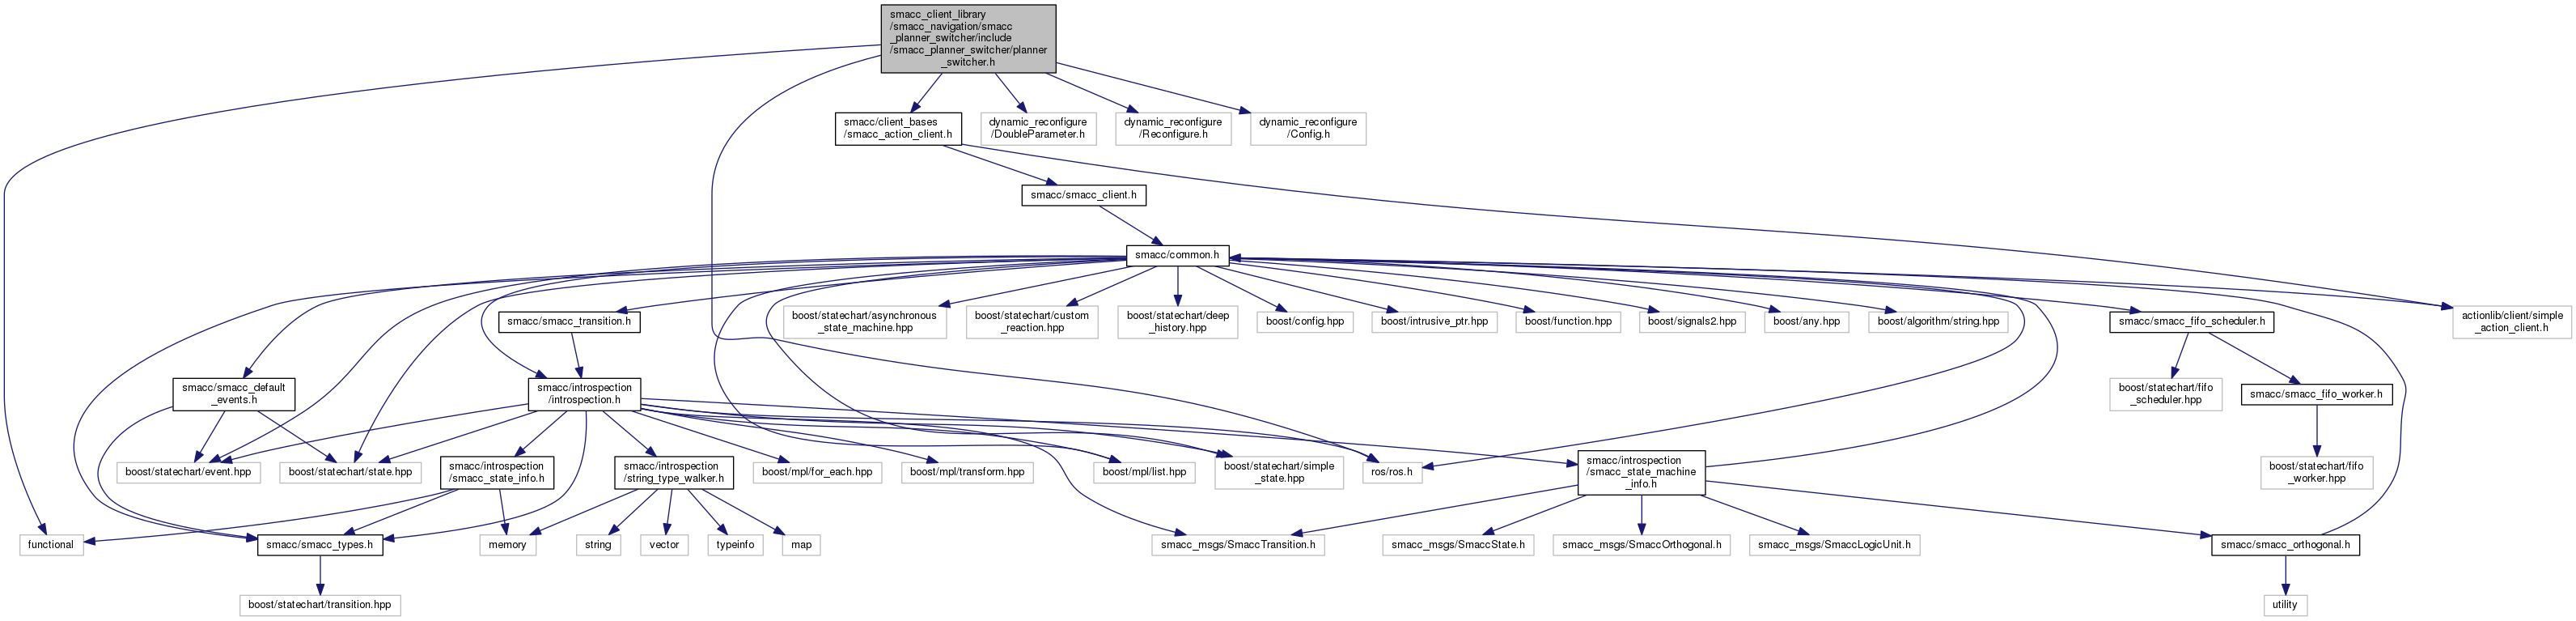 smacc_client_library
/smacc_navigation/smacc
_planner_switcher/include
/smacc_planner_switcher/planner
_switcher.h
smacc/client_bases
/smacc_action_client.h
dynamic_reconfigure
/DoubleParameter.h
dynamic_reconfigure
/Reconfigure.h
dynamic_reconfigure
/Config.h
smacc/smacc_client.h
smacc/common.h
smacc/smacc_transition.h
boost/statechart/asynchronous
_state_machine.hpp
boost/statechart/custom
_reaction.hpp
boost/statechart/deep
_history.hpp
boost/config.hpp
boost/intrusive_ptr.hpp
boost/function.hpp
boost/signals2.hpp
boost/any.hpp
boost/algorithm/string.hpp
smacc/smacc_fifo_scheduler.h
actionlib/client/simple
_action_client.h
smacc/smacc_default
_events.h
smacc/introspection
/introspection.h
boost/statechart/fifo
_scheduler.hpp
smacc/smacc_fifo_worker.h
boost/statechart/event.hpp
boost/statechart/state.hpp
smacc/introspection
/smacc_state_info.h
smacc/introspection
/string_type_walker.h
boost/mpl/for_each.hpp
boost/mpl/transform.hpp
boost/mpl/list.hpp
boost/statechart/simple
_state.hpp
ros/ros.h
smacc/introspection
/smacc_state_machine
_info.h
boost/statechart/fifo
_worker.hpp
functional
smacc/smacc_types.h
memory
string
vector
typeinfo
map
smacc_msgs/SmaccTransition.h
smacc_msgs/SmaccState.h
smacc_msgs/SmaccOrthogonal.h
smacc_msgs/SmaccLogicUnit.h
smacc/smacc_orthogonal.h
boost/statechart/transition.hpp
utility